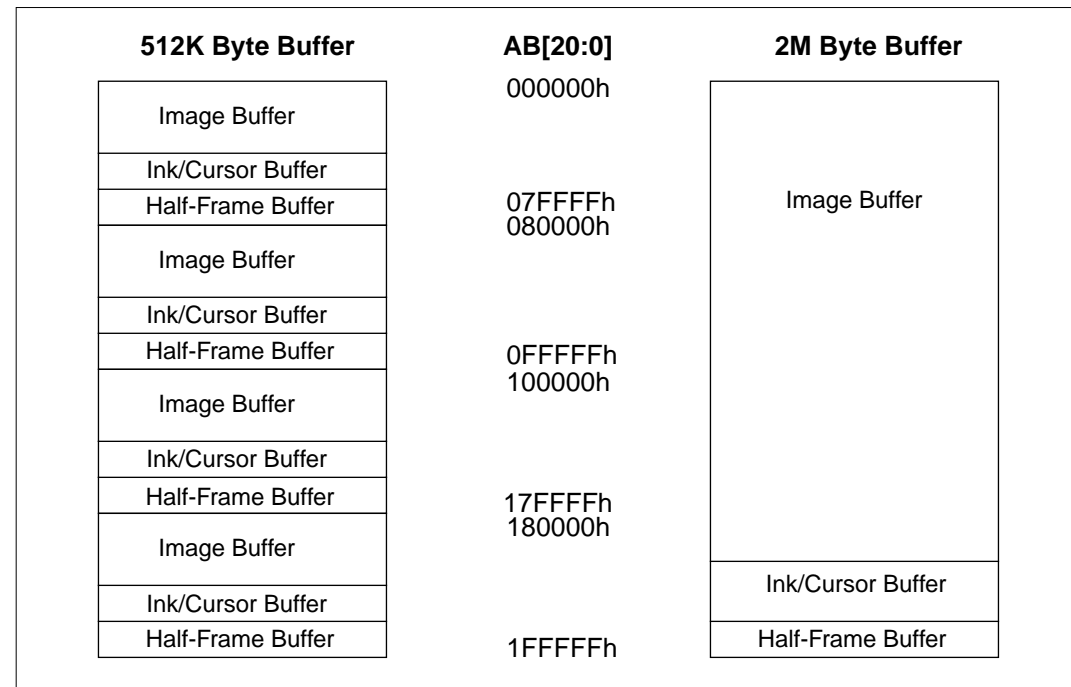 512K Byte Buffer
AB[20:0]
2M Byte Buffer
000000h
Image Buffer
Ink/Cursor Buffer
Half-Frame Buffer
07FFFFh
Image Buffer
080000h
Image Buffer
Ink/Cursor Buffer
Half-Frame Buffer
0FFFFFh
100000h
Image Buffer
Ink/Cursor Buffer
Half-Frame Buffer
17FFFFh
180000h
Image Buffer
Ink/Cursor Buffer
Ink/Cursor Buffer
Half-Frame Buffer
1FFFFFh
Half-Frame Buffer